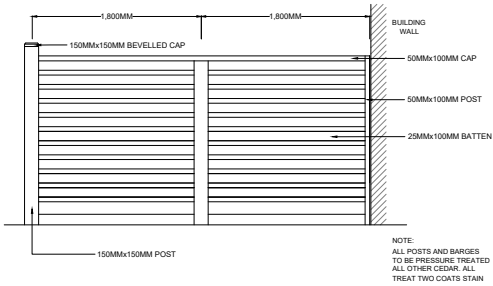 1,800MM
1,800MM
BUILDING
WALL
150MMx150MM BEVELLED CAP
50MMx100MM CAP
50MMx100MM POST
25MMx100MM BATTEN
150MMx150MM POST
NOTE:
ALL POSTS AND BARGES
TO BE PRESSURE TREATED
ALL OTHER CEDAR. ALL
TREAT TWO COATS STAIN